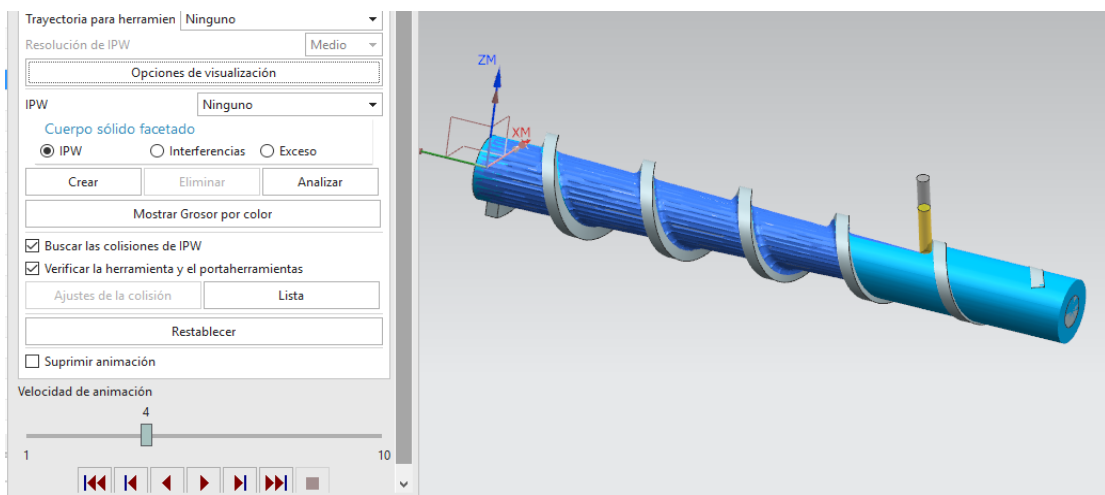 Trayectoria para herramien Ninguno
Resolución de IPW Medio
Opciones de visualización
IPW Ninguno
Cuerpo sólido facetado
IPW Interferencias Exceso
Crear Eliminar Analizar
Mostrar Grosor por color
Buscar las colisiones de IPW
Verificar la herramienta y el portaherramientas
Ajustes de la colisión Lista
Restablecer
Suprimir animación
Velocidad de animación
4
1 10
ZM
XM